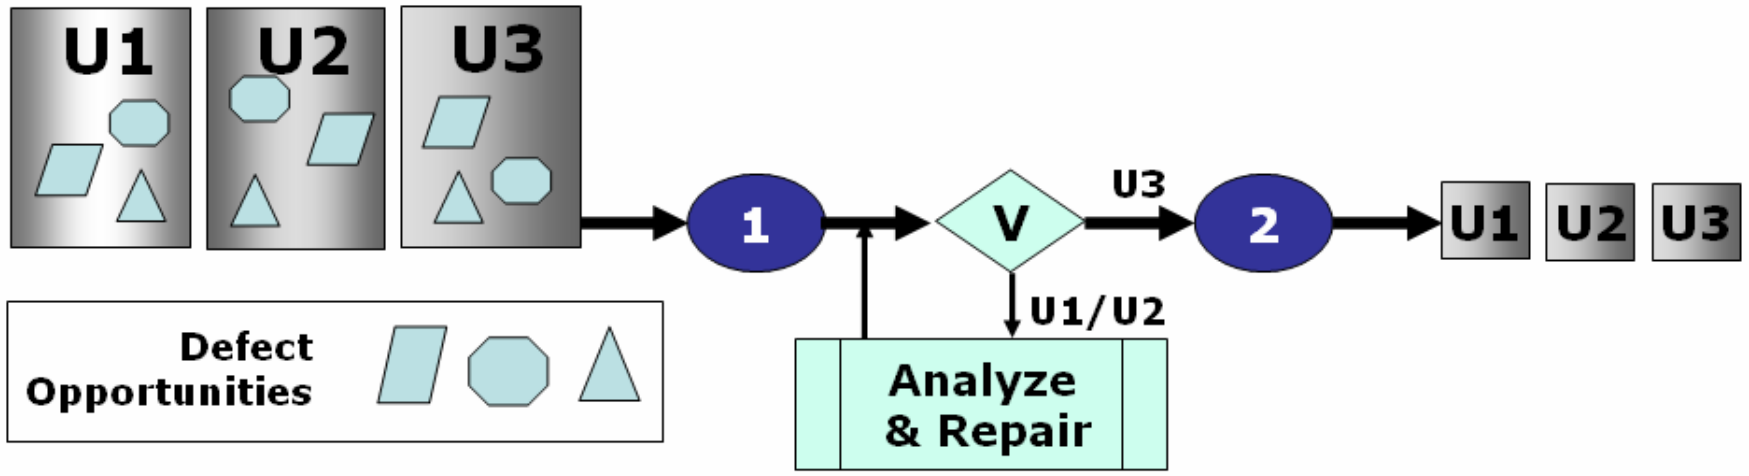 U1 U2 U3
1
V
U3
2
U1 U2 U3
U1/U2
Defect
Opportunities
Analyze
& Repair